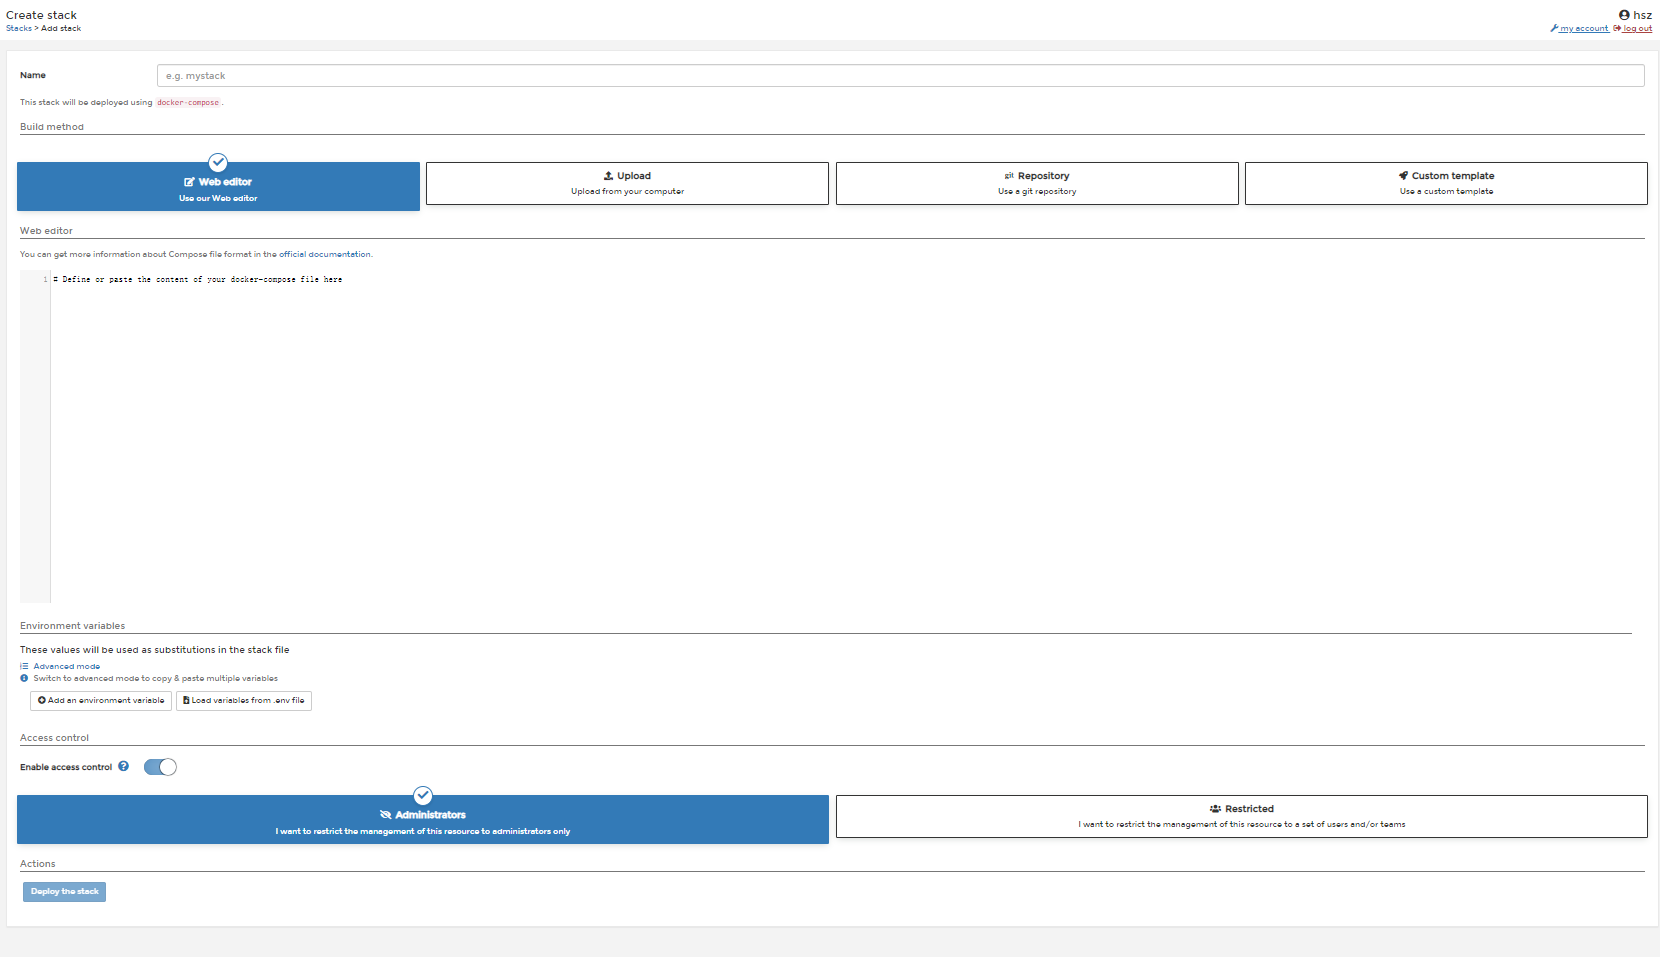 Create stack
hsz
Stacks > Add stack
my account log out
Name
e.g. mystack
This stack will be deployed using docker-compose .
Build method
Web editor
Use our Web editor
Upload
Upload from your computer
git Repository
Use a git repository
Custom template
Use a custom template
Web editor
You can get more information about Compose file format in the official documentation.
1 # Define or paste the content of your docker-compose file here
Environment variables
These values will be used as substitutions in the stack file
Advanced mode
Switch to advanced mode to copy & paste multiple variables
Add an environment variable
Load variables from .env file
Access control
Enable access control
Administrators
I want to restrict the management of this resource to administrators only
Restricted
I want to restrict the management of this resource to a set of users and/or teams
Actions
Deploy the stack